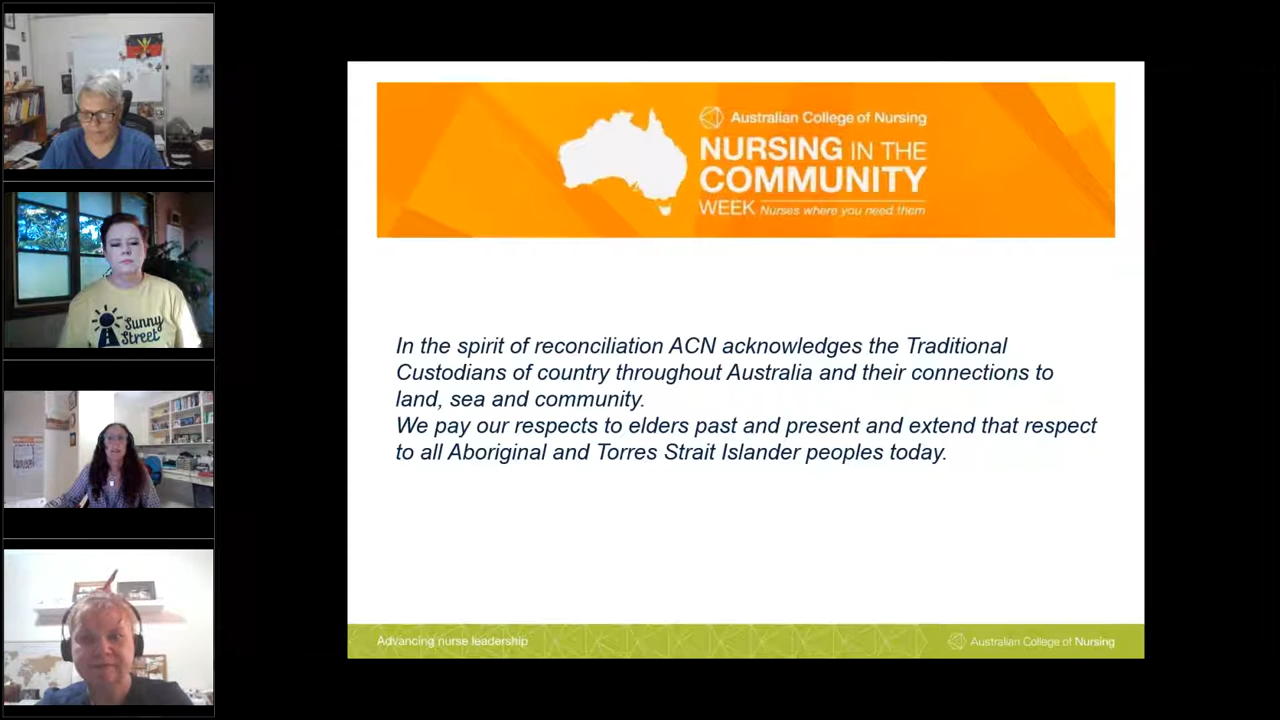 Sunny
Street
Australian College of Nursing
NURSING IN THE
COMMUNITY
WEEK Nurses where you need them
In the spirit of reconciliation ACN acknowledges the Traditional
Custodians of country throughout Australia and their connections to
land, sea and community.
We pay our respects to elders past and present and extend that respect
to all Aboriginal and Torres Strait Islander peoples today.
Advancing nurse leadership
Australian College of Nursing